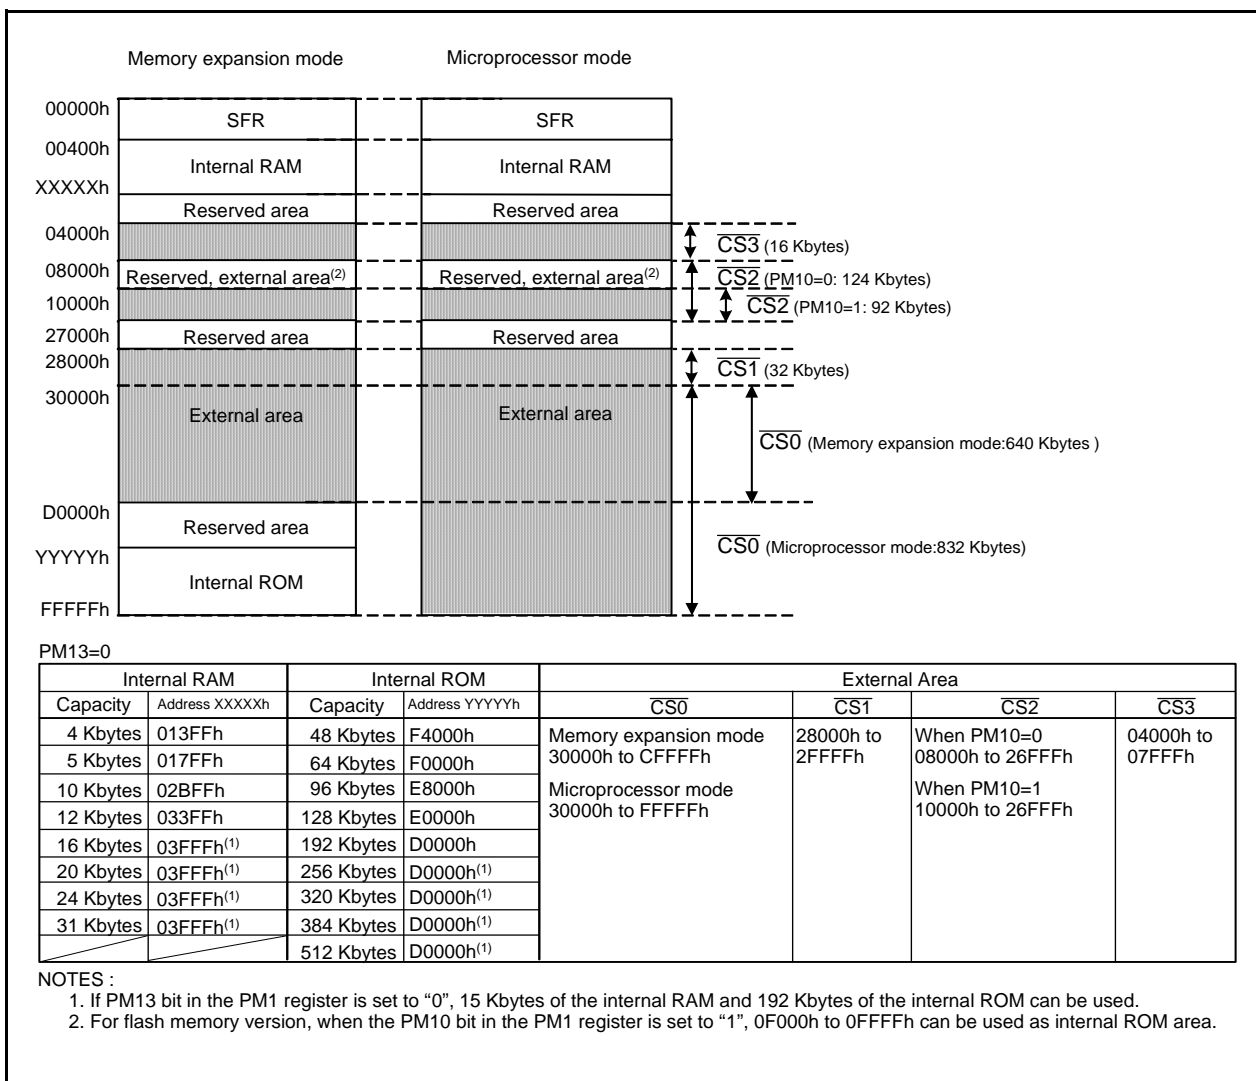 Memory expansion mode Microprocessor mode
00000h
SFR SFR
00400h
Internal RAM Internal RAM
XXXXXh
Reserved area Reserved area
04000h
CS3 (16 Kbytes)
08000h
Reserved, external area(2) Reserved, external area(2) CS2 (PM10=0: 124 Kbytes)
10000h
CS2 (PM10=1: 92 Kbytes)
27000h
Reserved area Reserved area
28000h
CS1 (32 Kbytes)
30000h
External area External area
CS0 (Memory expansion mode:640 Kbytes )
D0000h
Reserved area
CS0 (Microprocessor mode:832 Kbytes)
YYYYYh
Internal ROM
FFFFFh
PM13=0
Internal RAM Internal ROM External Area
Capacity Address XXXXXh Capacity Address YYYYYh CS0 CS1 CS2 CS3
4 Kbytes 013FFh 48 Kbytes F4000h Memory expansion mode 28000h to When PM10=0 04000h to
5 Kbytes 017FFh 64 Kbytes F0000h 30000h to CFFFFh 2FFFFh 08000h to 26FFFh 07FFFh
10 Kbytes 02BFFh 96 Kbytes E8000h Microprocessor mode When PM10=1
12 Kbytes 033FFh 128 Kbytes E0000h 30000h to FFFFFh 10000h to 26FFFh
16 Kbytes 03FFFh(1) 192 Kbytes D0000h
20 Kbytes 03FFFh(1) 256 Kbytes D0000h(1)
24 Kbytes 03FFFh(1) 320 Kbytes D0000h(1)
31 Kbytes 03FFFh(1) 384 Kbytes D0000h(1)
512 Kbytes D0000h(1)
NOTES :
1. If PM13 bit in the PM1 register is set to “0”, 15 Kbytes of the internal RAM and 192 Kbytes of the internal ROM can be used.
2. For flash memory version, when the PM10 bit in the PM1 register is set to “1”, 0F000h to 0FFFFh can be used as internal ROM area.